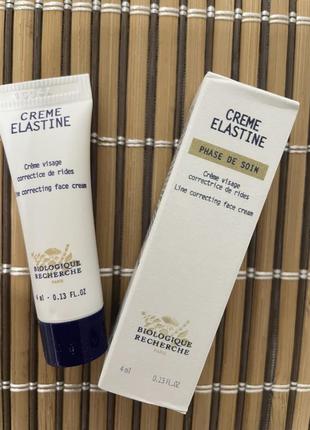 CREME
ELASTINE
Crème visage
correctrice de rides
Line correcting face cream
BIOLOGIQUE
RECHERCHE
PARIS
4 ml - 0.13 FL.OZ
CREME
ELASTINE
PHASE DE SOIN
Crème visage
correctrice de rides
Line correcting face cream
BIOLOGIQUE
RECHERCHE
PARIS
4 ml 0.13 FL.OZ